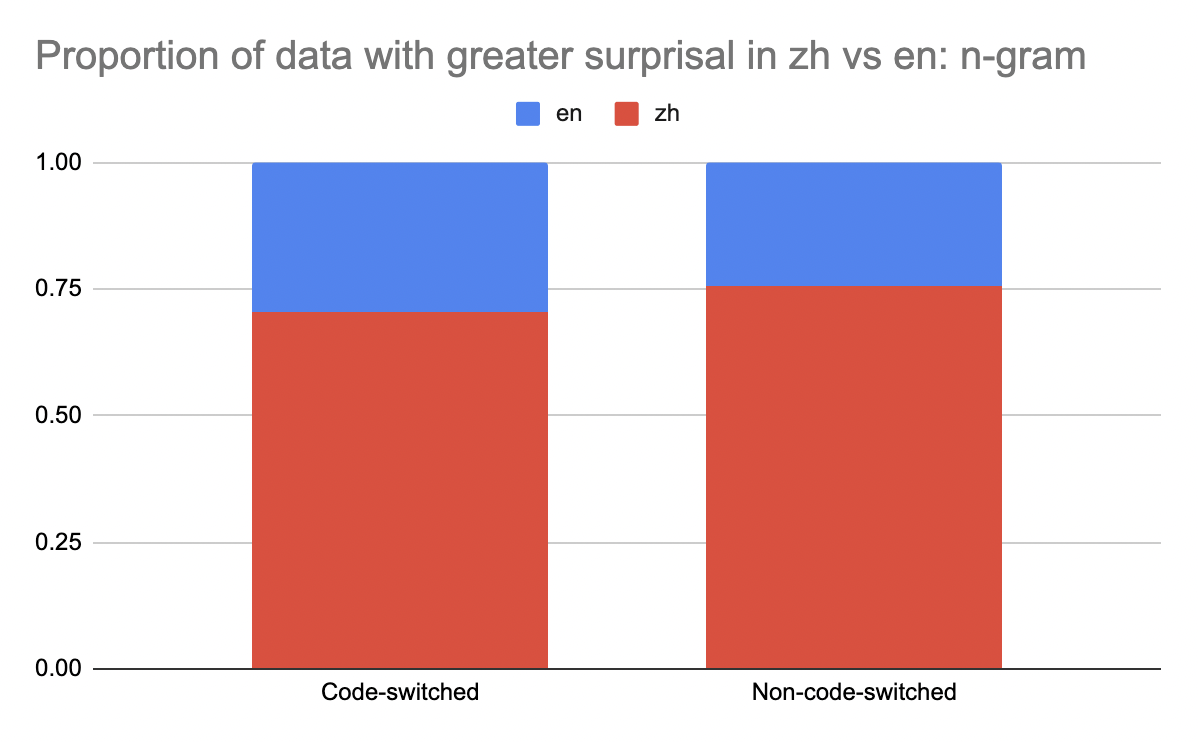 Proportion of data with greater surprisal in zh vs en: n-gram
en zh
1.00
0.75
0.50
0.25
0.00
Code-switched Non-code-switched